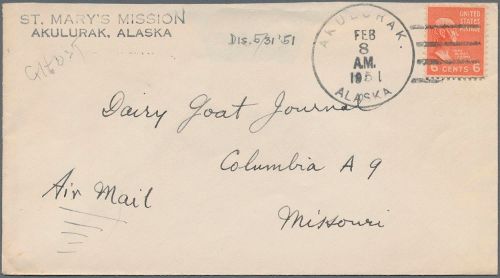 ST. MARY'S MISSION
AKULURAK, ALASKA
DIS. 5/31'51
AKULURAK.
FEB
8
A.M.
1951
ALASKA
UNITED
STATES
6 CENTS 6
Dairy Goat Journal
Columbia A 9
Missouri
Air Mail